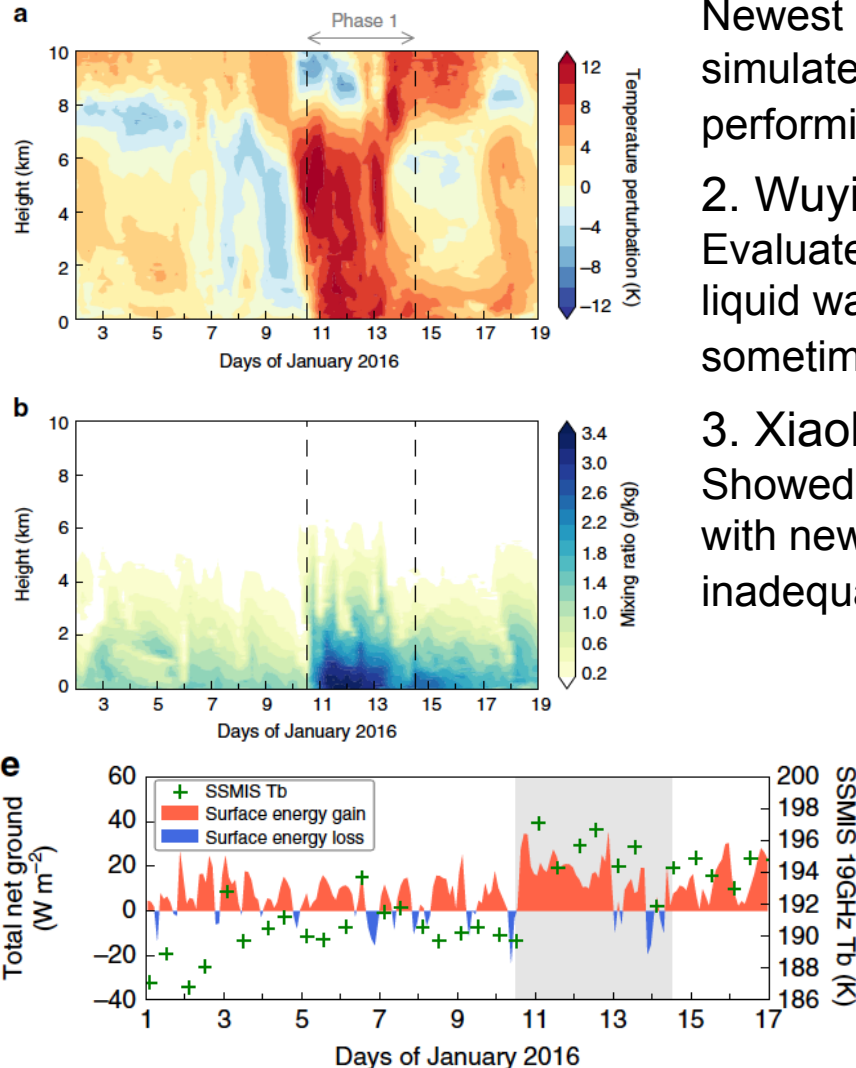 a
Phase 1
10
8
6
4
2
0
Height (km)
3 5 7 9 11 13 15 17 19
Days of January 2016
12
8
4
0
−4
−8
−12
Temperature perturbation (K)
b
10
8
6
4
2
0
Height (km)
3 5 7 9 11 13 15 17 19
Days of January 2016
3.4
3.0
2.6
2.2
1.8
1.4
1.0
0.6
0.2
Mixing ratio (g/kg)
Newest
simulate
performi
2. Wuyi
Evaluate
liquid wa
sometim
3. Xiaol
Showed
with new
inadequa
e
SSMIS Tb
Surface energy gain
Surface energy loss
60
40
20
0
−20
−40
Total net ground
(W m−2)
200
198
196
194
192
190
188
186
SSMIS 19GHz Tb (K)
1 3 5 7 9 11 13 15 17
Days of January 2016